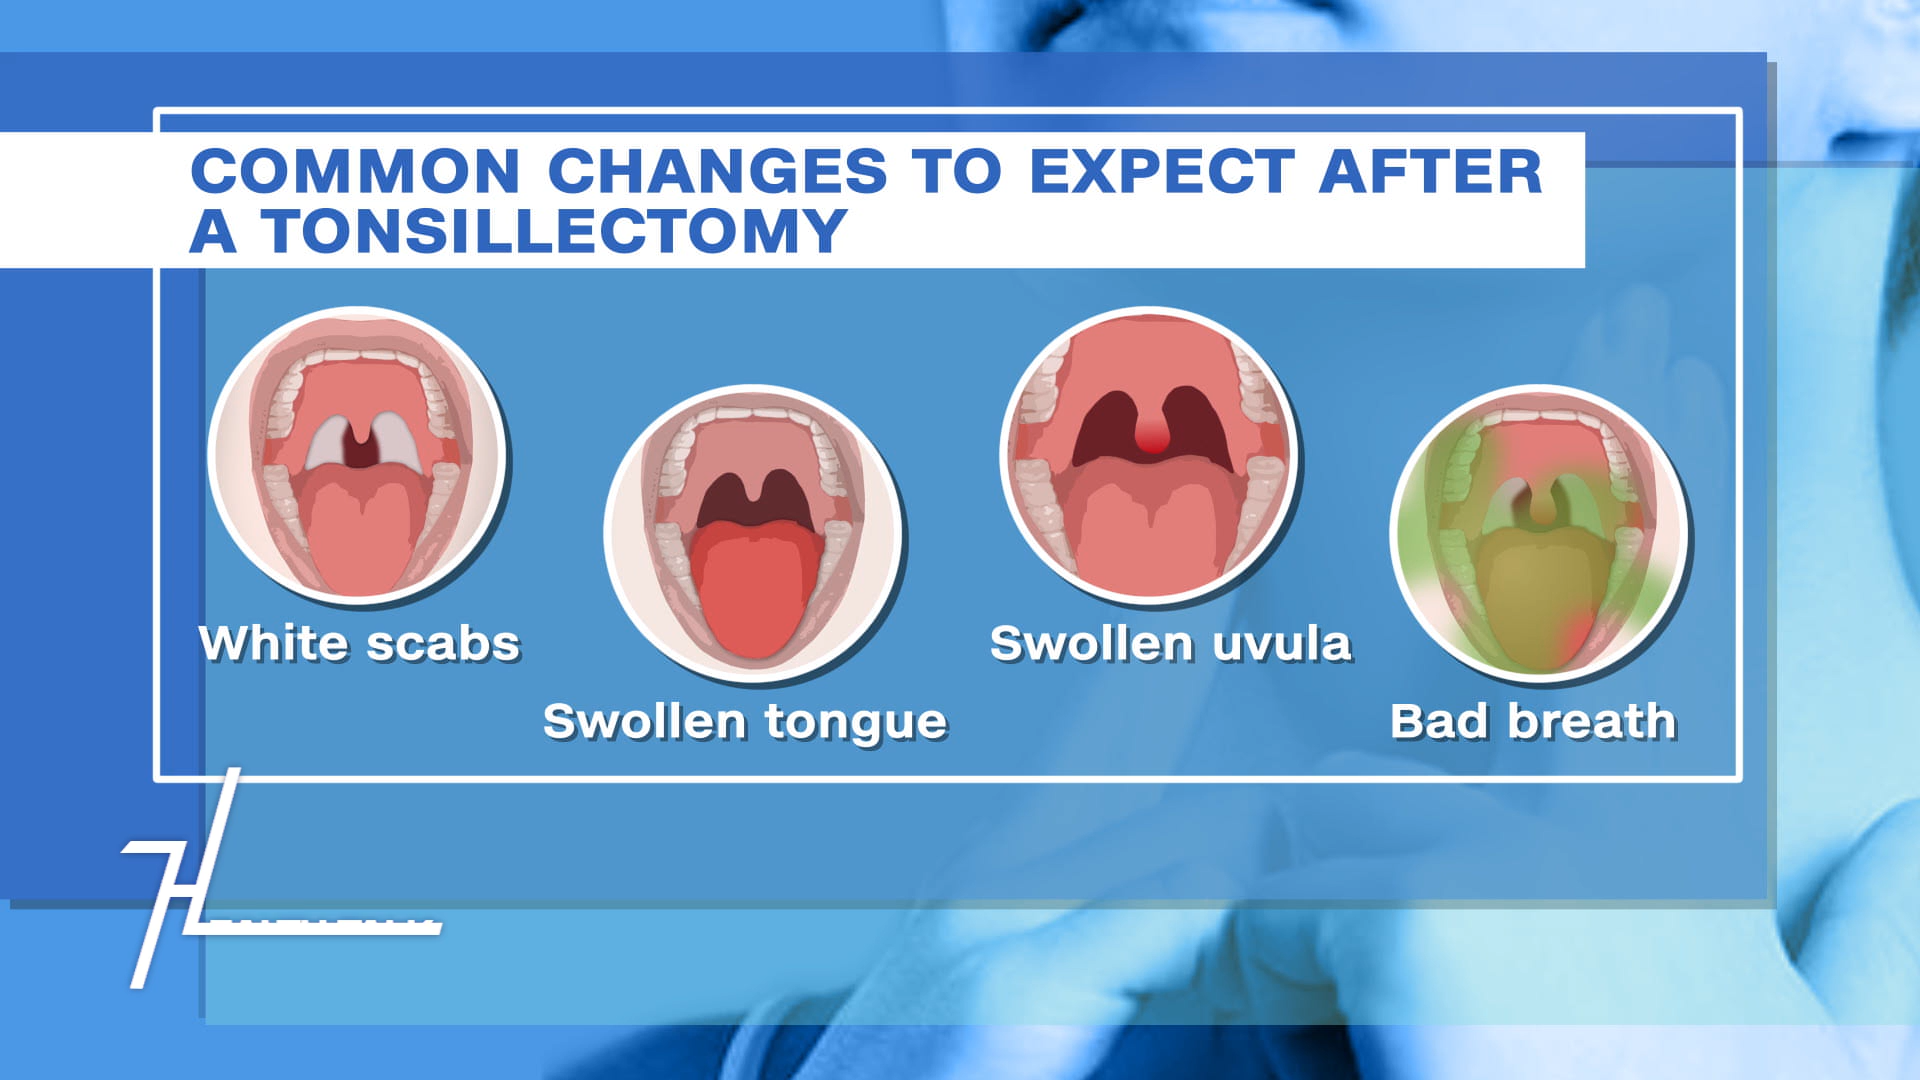 COMMON CHANGES TO EXPECT AFTER
A TONSILLECTOMY
White scabs
Swollen uvula
Swollen tongue
Bad breath